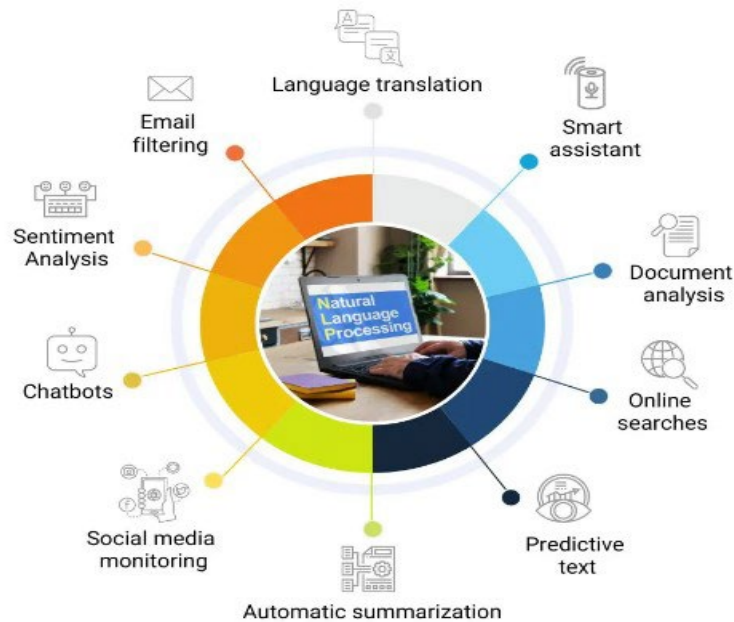 Language translation
Smart
assistant
Document
analysis
Online
searches
Predictive
text
Automatic summarization
Social media
monitoring
Chatbots
Sentiment
Analysis
Email
filtering
Natural
Language
Processing